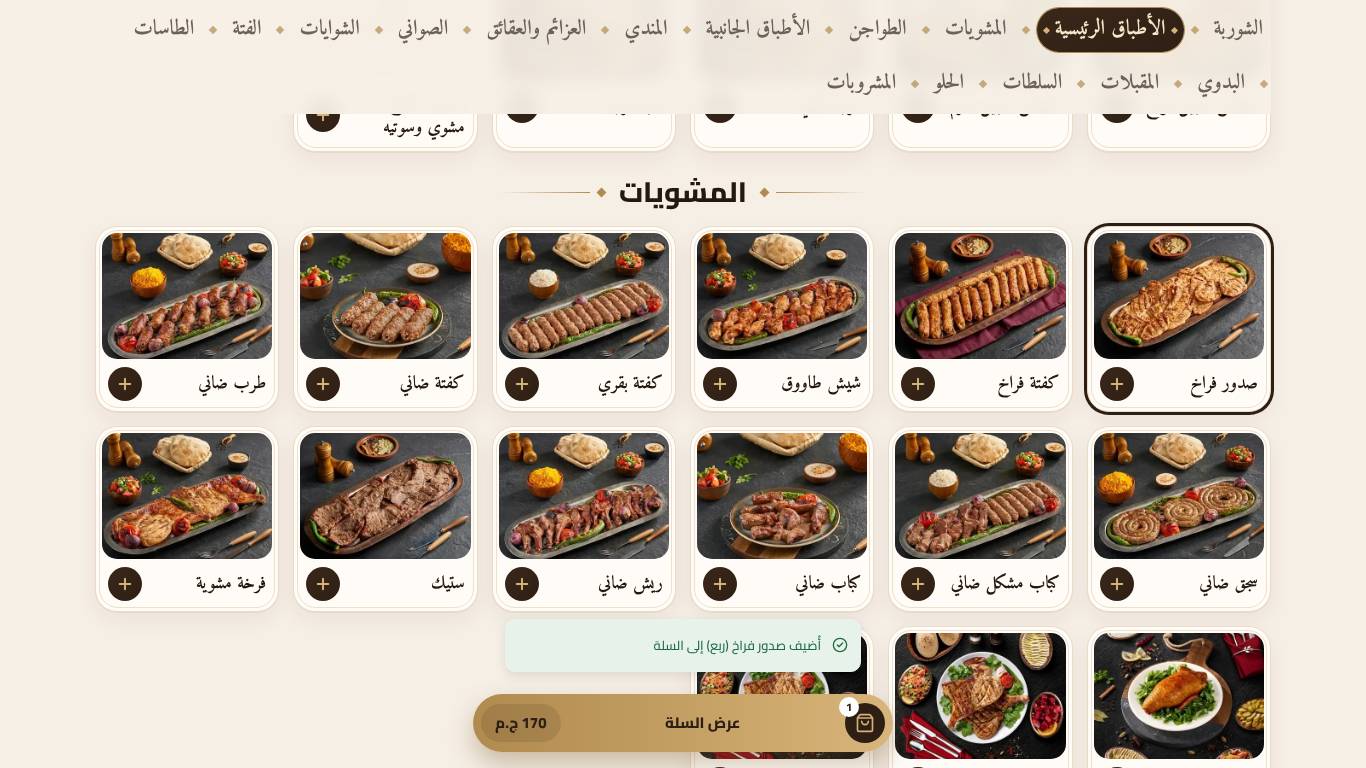 الشوربة
الأطباق الرئيسية
المشويات
الطواجن
الأطباق الجانبية
المندي
العزائم والعقائق
الصواني
الشوايات
الفتة
الطاسات
البدوي
المقبلات
السلطات
الحلو
المشروبات
مشوي وسوتيه
المشويات
صدور فراخ
كفتة فراخ
شيش طاووق
كفتة بقري
كفتة ضاني
طرب ضاني
سجق ضاني
كباب مشكل ضاني
كباب ضاني
ريش ضاني
ستيك
فرخة مشوية
أضيف صدور فراخ (ربع) إلى السلة
1
عرض السلة
170 ج.م